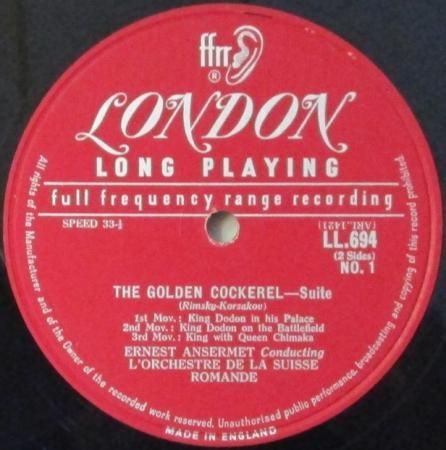 ffrr
®
LONDON
LONG PLAYING
full frequency range recording
SPEED 33-⅓
(ARL.1421)
LL.694
(2 Sides)
NO. 1
THE GOLDEN COCKEREL—Suite
(Rimsky-Korsakov)
1st Mov.: King Dodon in his Palace
2nd Mov.: King Dodon on the Battlefield
3rd Mov.: King with Queen Chimaka
ERNEST ANSERMET Conducting
L'ORCHESTRE DE LA SUISSE
ROMANDE
All rights of the Manufacturer and of the Owner of the recorded work reserved. Unauthorised public performance, broadcasting and copying of this record prohibited.
MADE IN ENGLAND